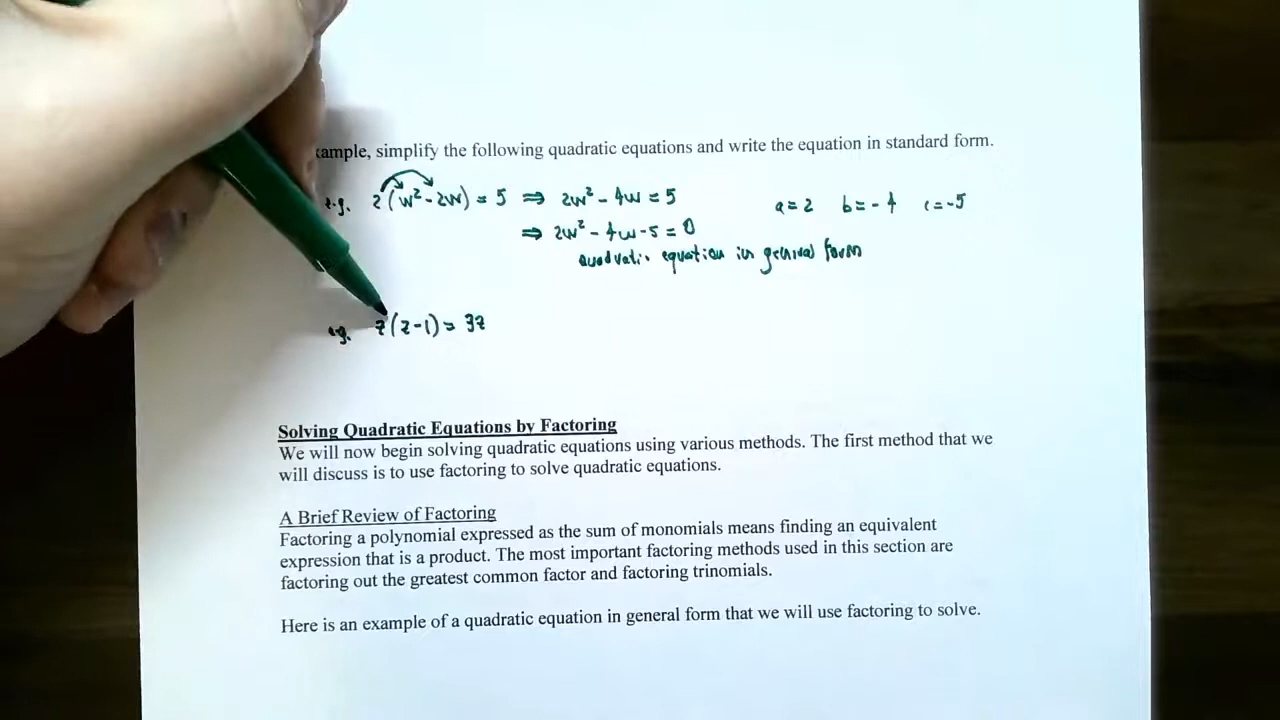 ample, simplify the following quadratic equations and write the equation in standard form.
e.g. 2(w²-2w) = 5 ⇒ 2w² - 4w = 5 a=2 b=-4 c=-5
⇒ 2w² - 4w - 5 = 0
quadratic equation in general form
e.g. z(z-1) = 3z
Solving Quadratic Equations by Factoring
We will now begin solving quadratic equations using various methods. The first method that we
will discuss is to use factoring to solve quadratic equations.
A Brief Review of Factoring
Factoring a polynomial expressed as the sum of monomials means finding an equivalent
expression that is a product. The most important factoring methods used in this section are
factoring out the greatest common factor and factoring trinomials.
Here is an example of a quadratic equation in general form that we will use factoring to solve.